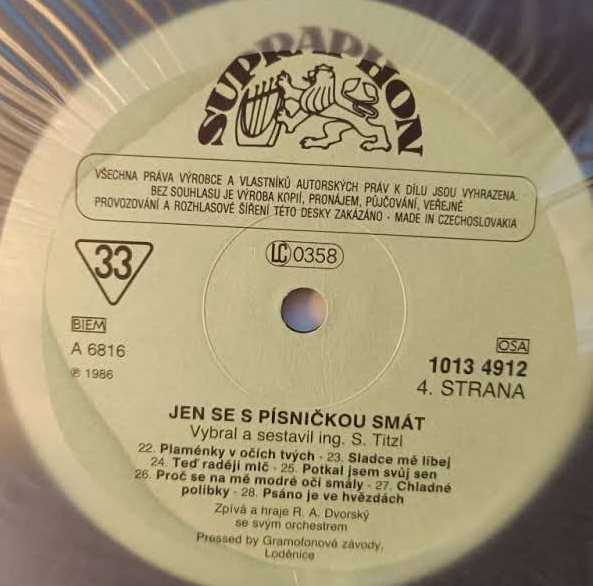 SUPRAPHON
VŠECHNA PRÁVA VÝROBCE A VLASTNÍKŮ AUTORSKÝCH PRÁV K DÍLU JSOU VYHRAZENA.
BEZ SOUHLASU JE VÝROBA KOPIÍ, PRONÁJEM, PŮJČOVÁNÍ, VEŘEJNÉ
PROVOZOVÁNÍ A ROZHLASOVÉ ŠÍŘENÍ TÉTO DESKY ZAKÁZÁNO · MADE IN CZECHOSLOVAKIA
33
LC 0358
BIEM
A 6816
℗ 1986
OSA
1013 4912
4. STRANA
JEN SE S PÍSNIČKOU SMÁT
Vybral a sestavil ing. S. Titzl
22. Plaménky v očích tvých · 23. Sladce mě líbej
24. Teď raději mlč · 25. Potkal jsem svůj sen
26. Proč se na mě modré oči smály · 27. Chladné
polibky · 28. Psáno je ve hvězdách
Zpívá a hraje R. A. Dvorský
se svým orchestrem
Pressed by Gramofonové závody,
Loděnice